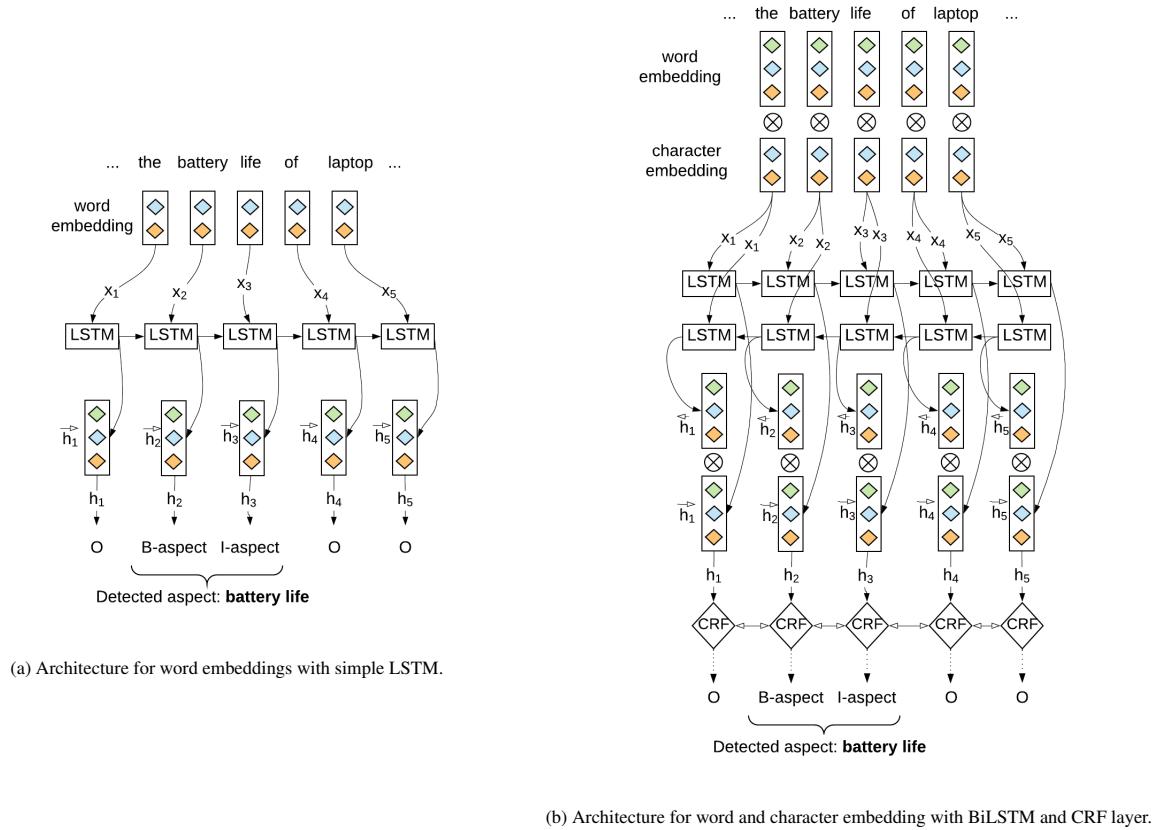 ... the battery life of laptop ...
word
embedding
x1 x2 x3 x4 x5
LSTM LSTM LSTM LSTM LSTM
h1 h2 h3 h4 h5
h1 h2 h3 h4 h5
O B-aspect I-aspect O O
Detected aspect: battery life
(a) Architecture for word embeddings with simple LSTM.
... the battery life of laptop ...
word
embedding
character
embedding
x1 x1 x2 x2 x3 x3 x4 x4 x5 x5
LSTM LSTM LSTM LSTM LSTM
LSTM LSTM LSTM LSTM LSTM
h1 h2 h3 h4 h5
h1 h2 h3 h4 h5
h1 h2 h3 h4 h5
CRF CRF CRF CRF CRF
O B-aspect I-aspect O O
Detected aspect: battery life
(b) Architecture for word and character embedding with BiLSTM and CRF layer.